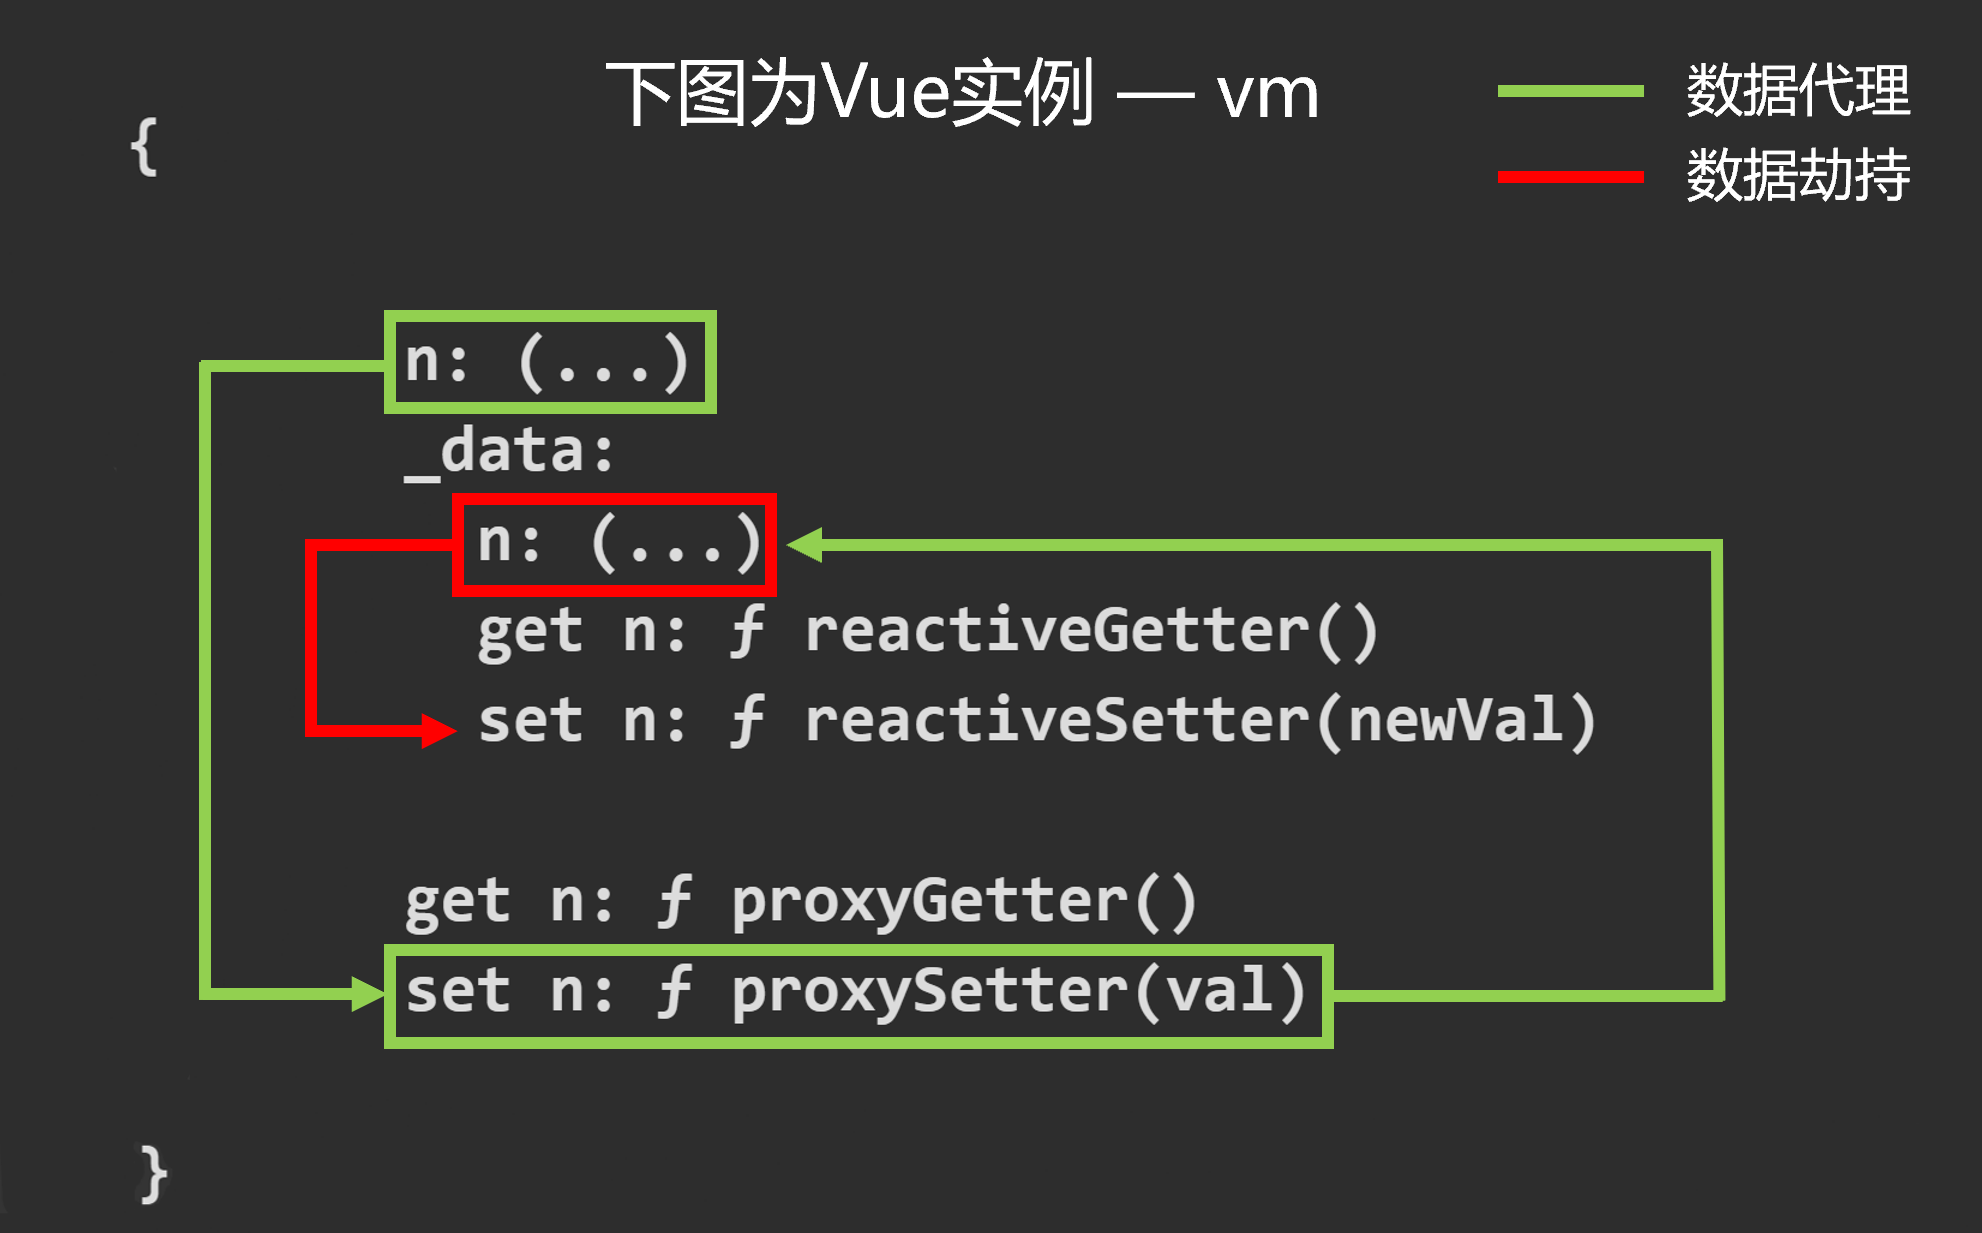 下图为Vue实例 — vm
数据代理
数据劫持
{
n: (...)
_data:
n: (...)
get n: ƒ reactiveGetter()
set n: ƒ reactiveSetter(newVal)
get n: ƒ proxyGetter()
set n: ƒ proxySetter(val)
}